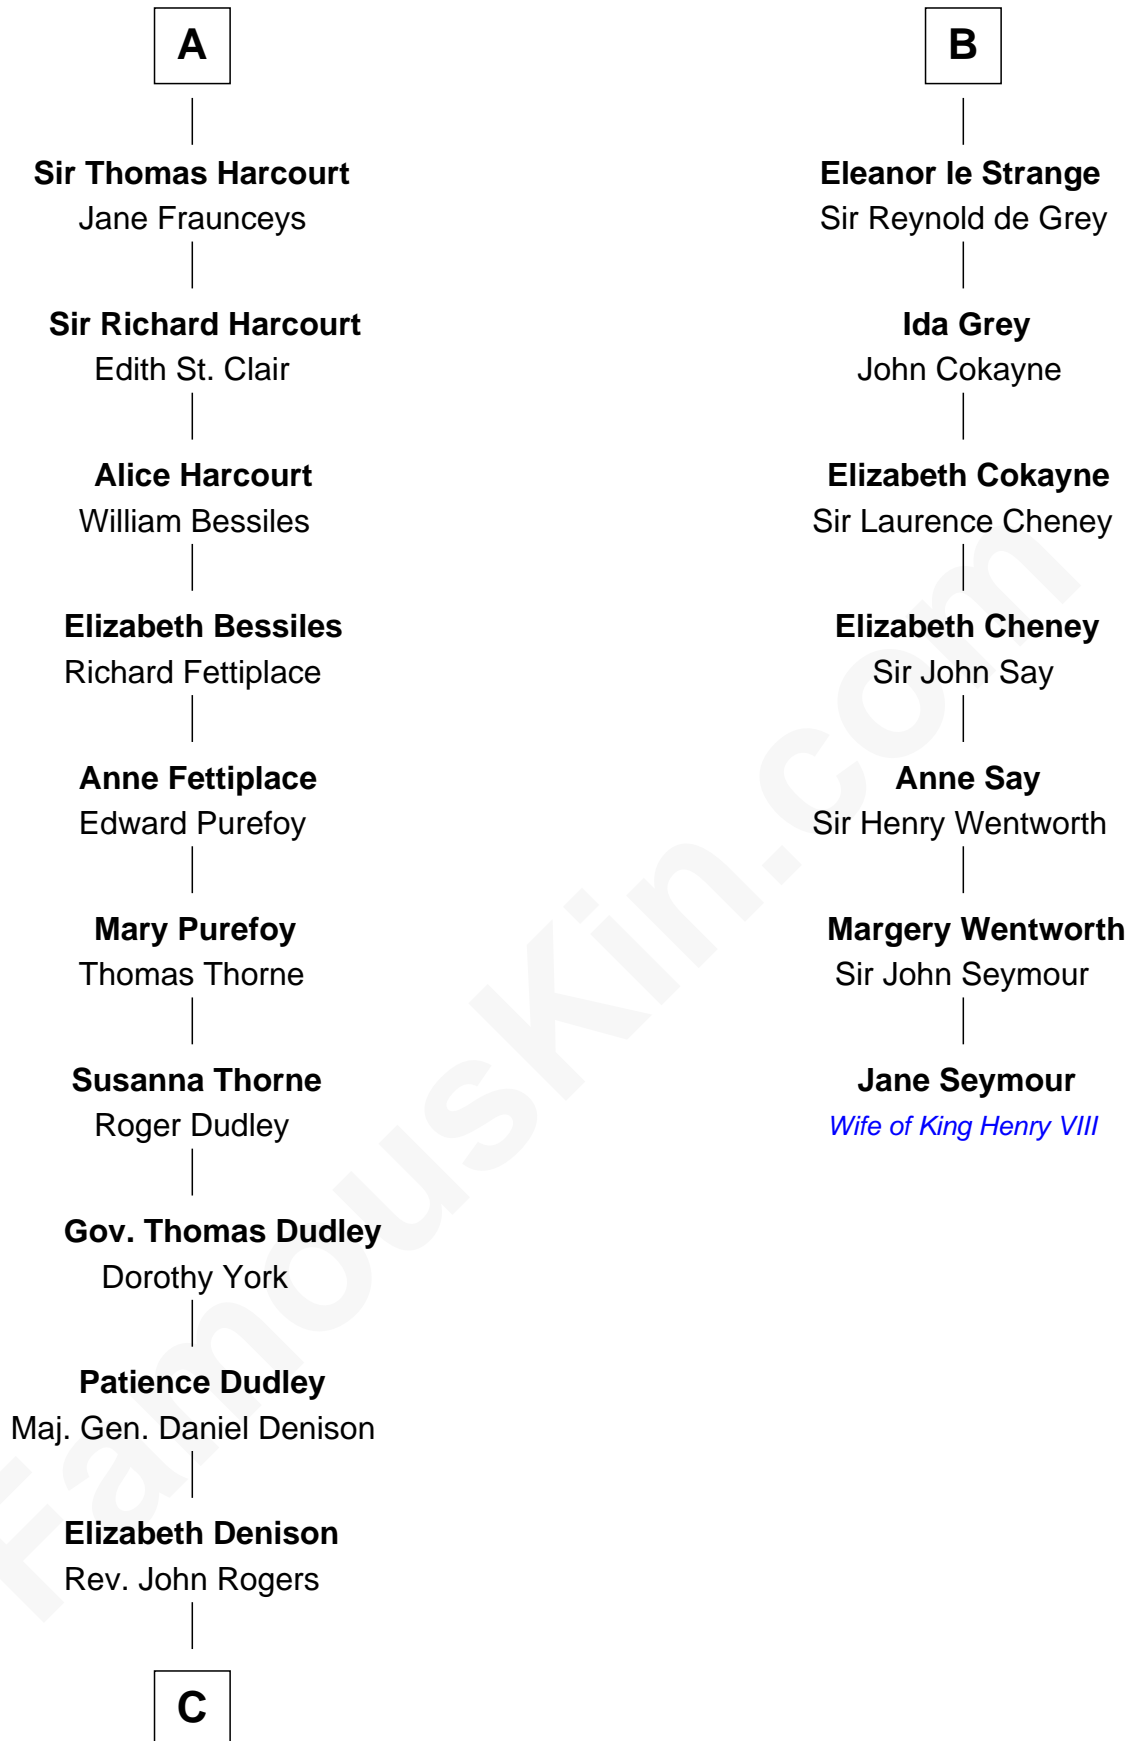 A
Sir Thomas Harcourt
Jane Fraunceys
Sir Richard Harcourt
Edith St. Clair
Alice Harcourt
William Bessiles
Elizabeth Bessiles
Richard Fettiplace
Anne Fettiplace
Edward Purefoy
Mary Purefoy
Thomas Thorne
Susanna Thorne
Roger Dudley
Gov. Thomas Dudley
Dorothy York
Patience Dudley
Maj. Gen. Daniel Denison
Elizabeth Denison
Rev. John Rogers
C
B
Eleanor le Strange
Sir Reynold de Grey
Ida Grey
John Cokayne
Elizabeth Cokayne
Sir Laurence Cheney
Elizabeth Cheney
Sir John Say
Anne Say
Sir Henry Wentworth
Margery Wentworth
Sir John Seymour
Jane Seymour
Wife of King Henry VIII
FamousKin.com